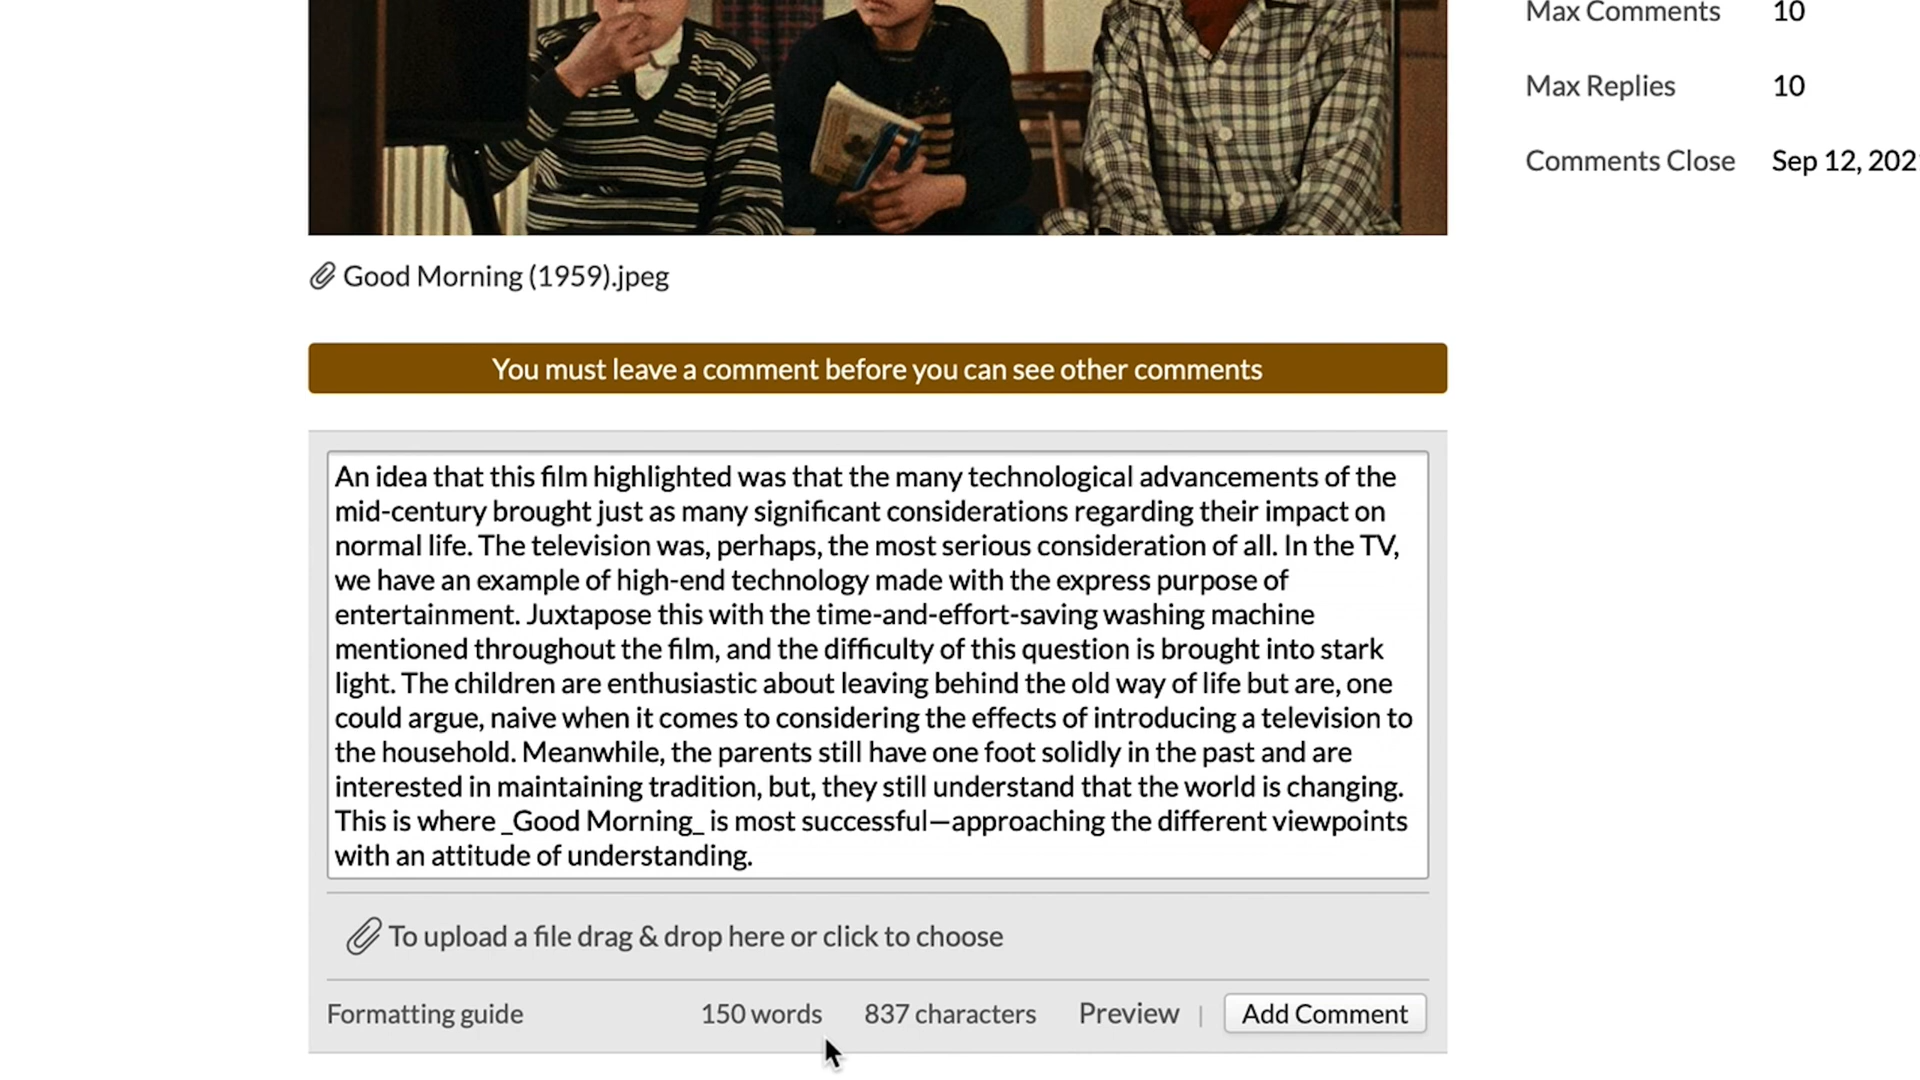 Max Comments 10
Max Replies 10
Comments Close Sep 12, 202
Good Morning (1959).jpeg
You must leave a comment before you can see other comments
An idea that this film highlighted was that the many technological advancements of the
mid-century brought just as many significant considerations regarding their impact on
normal life. The television was, perhaps, the most serious consideration of all. In the TV,
we have an example of high-end technology made with the express purpose of
entertainment. Juxtapose this with the time-and-effort-saving washing machine
mentioned throughout the film, and the difficulty of this question is brought into stark
light. The children are enthusiastic about leaving behind the old way of life but are, one
could argue, naive when it comes to considering the effects of introducing a television to
the household. Meanwhile, the parents still have one foot solidly in the past and are
interested in maintaining tradition, but, they still understand that the world is changing.
This is where _Good Morning_ is most successful—approaching the different viewpoints
with an attitude of understanding.
To upload a file drag & drop here or click to choose
Formatting guide 150 words 837 characters Preview | Add Comment